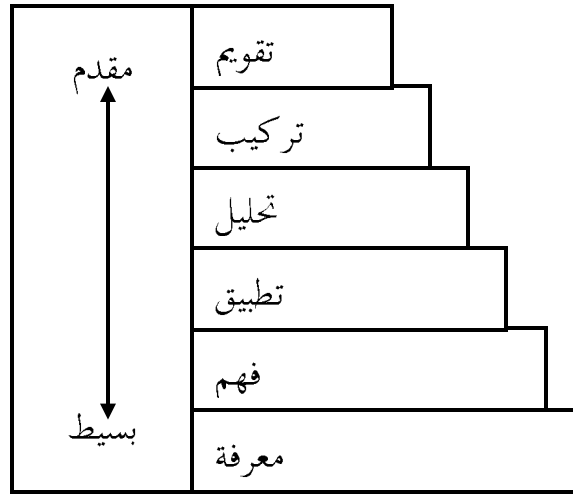 تقويم
مقدم
تركيب
تحليل
تطبيق
فهم
بسيط
معرفة